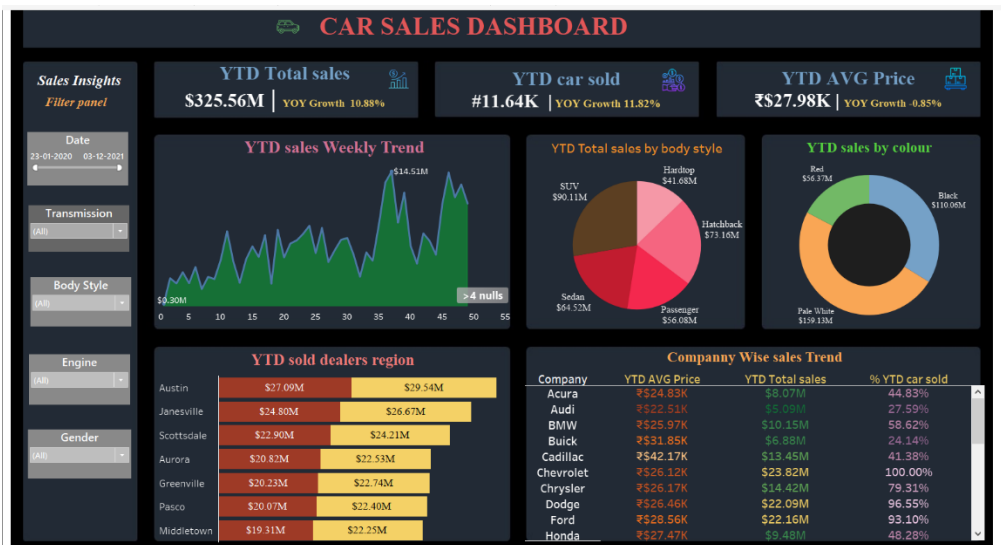 CAR SALES DASHBOARD
Sales Insights
Filter panel
Date
23-01-2020 03-12-2021
Transmission
(All)
Body Style
(All)
Engine
(All)
Gender
(All)
YTD Total sales
$325.56M | YOY Growth 10.88%
YTD car sold
#11.64K | YOY Growth 11.82%
YTD AVG Price
₹$27.98K | YOY Growth -0.85%
YTD sales Weekly Trend
$14.51M
$0.30M
>4 nulls
0 5 10 15 20 25 30 35 40 45 50 55
YTD Total sales by body style
Hardtop
$41.68M
SUV
$90.11M
Hatchback
$73.16M
Sedan
$64.52M
Passenger
$56.08M
YTD sales by colour
Red
$56.37M
Black
$110.06M
Pale White
$159.13M
YTD sold dealers region
Austin $27.09M $29.54M
Janesville $24.80M $26.67M
Scottsdale $22.90M $24.21M
Aurora $20.82M $22.53M
Greenville $20.23M $22.74M
Pasco $20.07M $22.40M
Middletown $19.31M $22.25M
Companny Wise sales Trend
Company YTD AVG Price YTD Total sales % YTD car sold
Acura ₹$24.83K $8.07M 44.83%
Audi ₹$22.51K $5.09M 27.59%
BMW ₹$25.97K $10.15M 58.62%
Buick ₹$31.85K $6.88M 24.14%
Cadillac ₹$42.17K $13.45M 41.38%
Chevrolet ₹$26.12K $23.82M 100.00%
Chrysler ₹$26.17K $14.42M 79.31%
Dodge ₹$26.46K $22.09M 96.55%
Ford ₹$28.56K $22.16M 93.10%
Honda ₹$27.47K $9.48M 48.28%